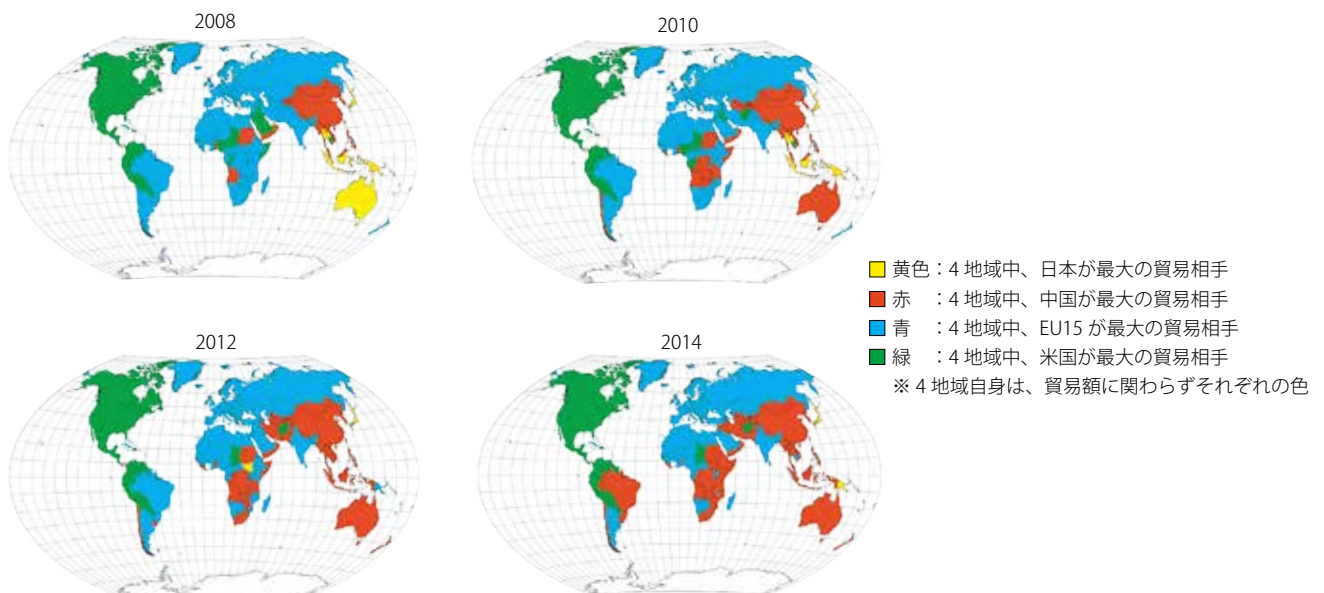 2008
2010
黄色：4 地域中、日本が最大の貿易相手
赤　：4 地域中、中国が最大の貿易相手
青　：4 地域中、EU15 が最大の貿易相手
緑　：4 地域中、米国が最大の貿易相手
※ 4 地域自身は、貿易額に関わらずそれぞれの色
2012
2014